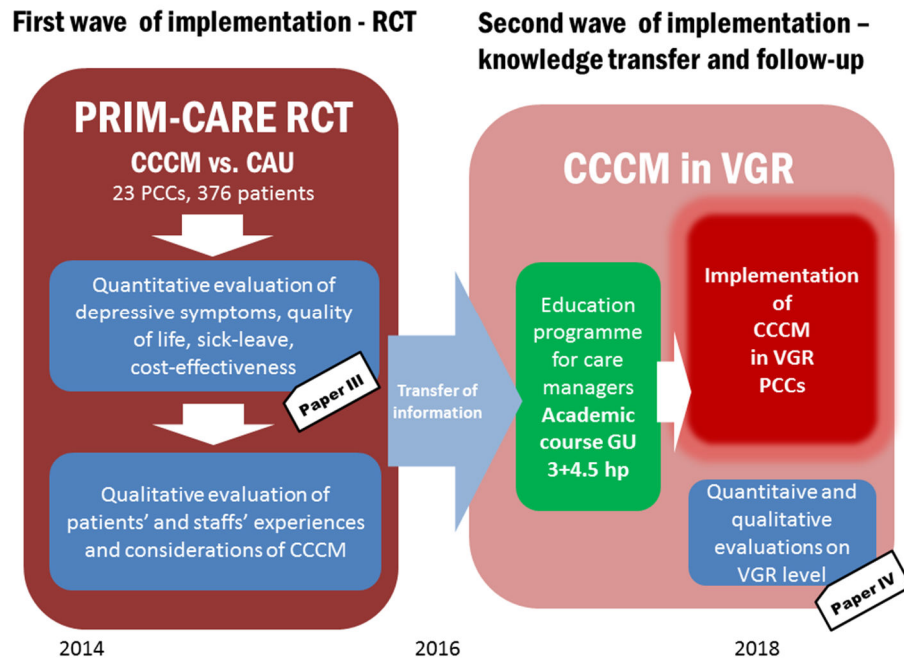 First wave of implementation - RCT
PRIM-CARE RCT
CCCM vs. CAU
23 PCCs, 376 patients
Quantitative evaluation of
depressive symptoms, quality
of life, sick-leave,
cost-effectiveness
Paper III
Qualitative evaluation of
patients' and staffs' experiences
and considerations of CCCM
Transfer of
information
Second wave of implementation –
knowledge transfer and follow-up
CCCM in VGR
Education
programme
for care
managers
Academic
course GU
3+4.5 hp
Implementation
of
CCCM
in VGR
PCCs
Quantitaive and
qualitative
evaluations on
VGR level
Paper IV
2014
2016
2018